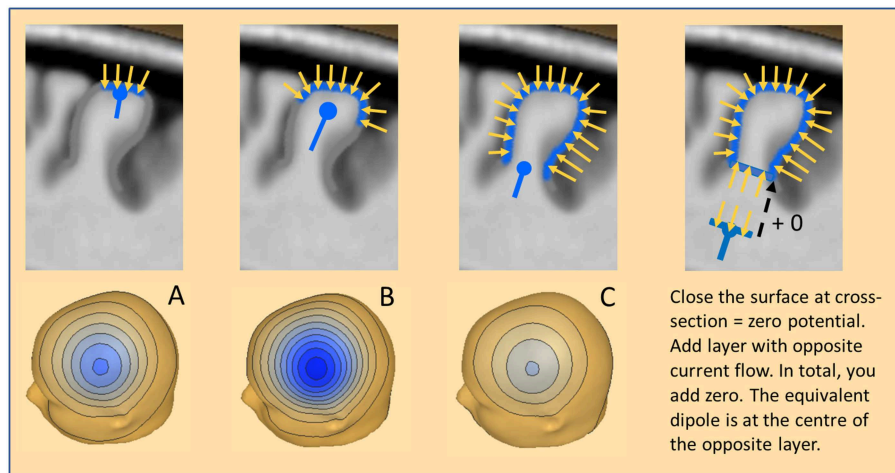 + 0
A
B
C
Close the surface at cross-
section = zero potential.
Add layer with opposite
current flow. In total, you
add zero. The equivalent
dipole is at the centre of
the opposite layer.